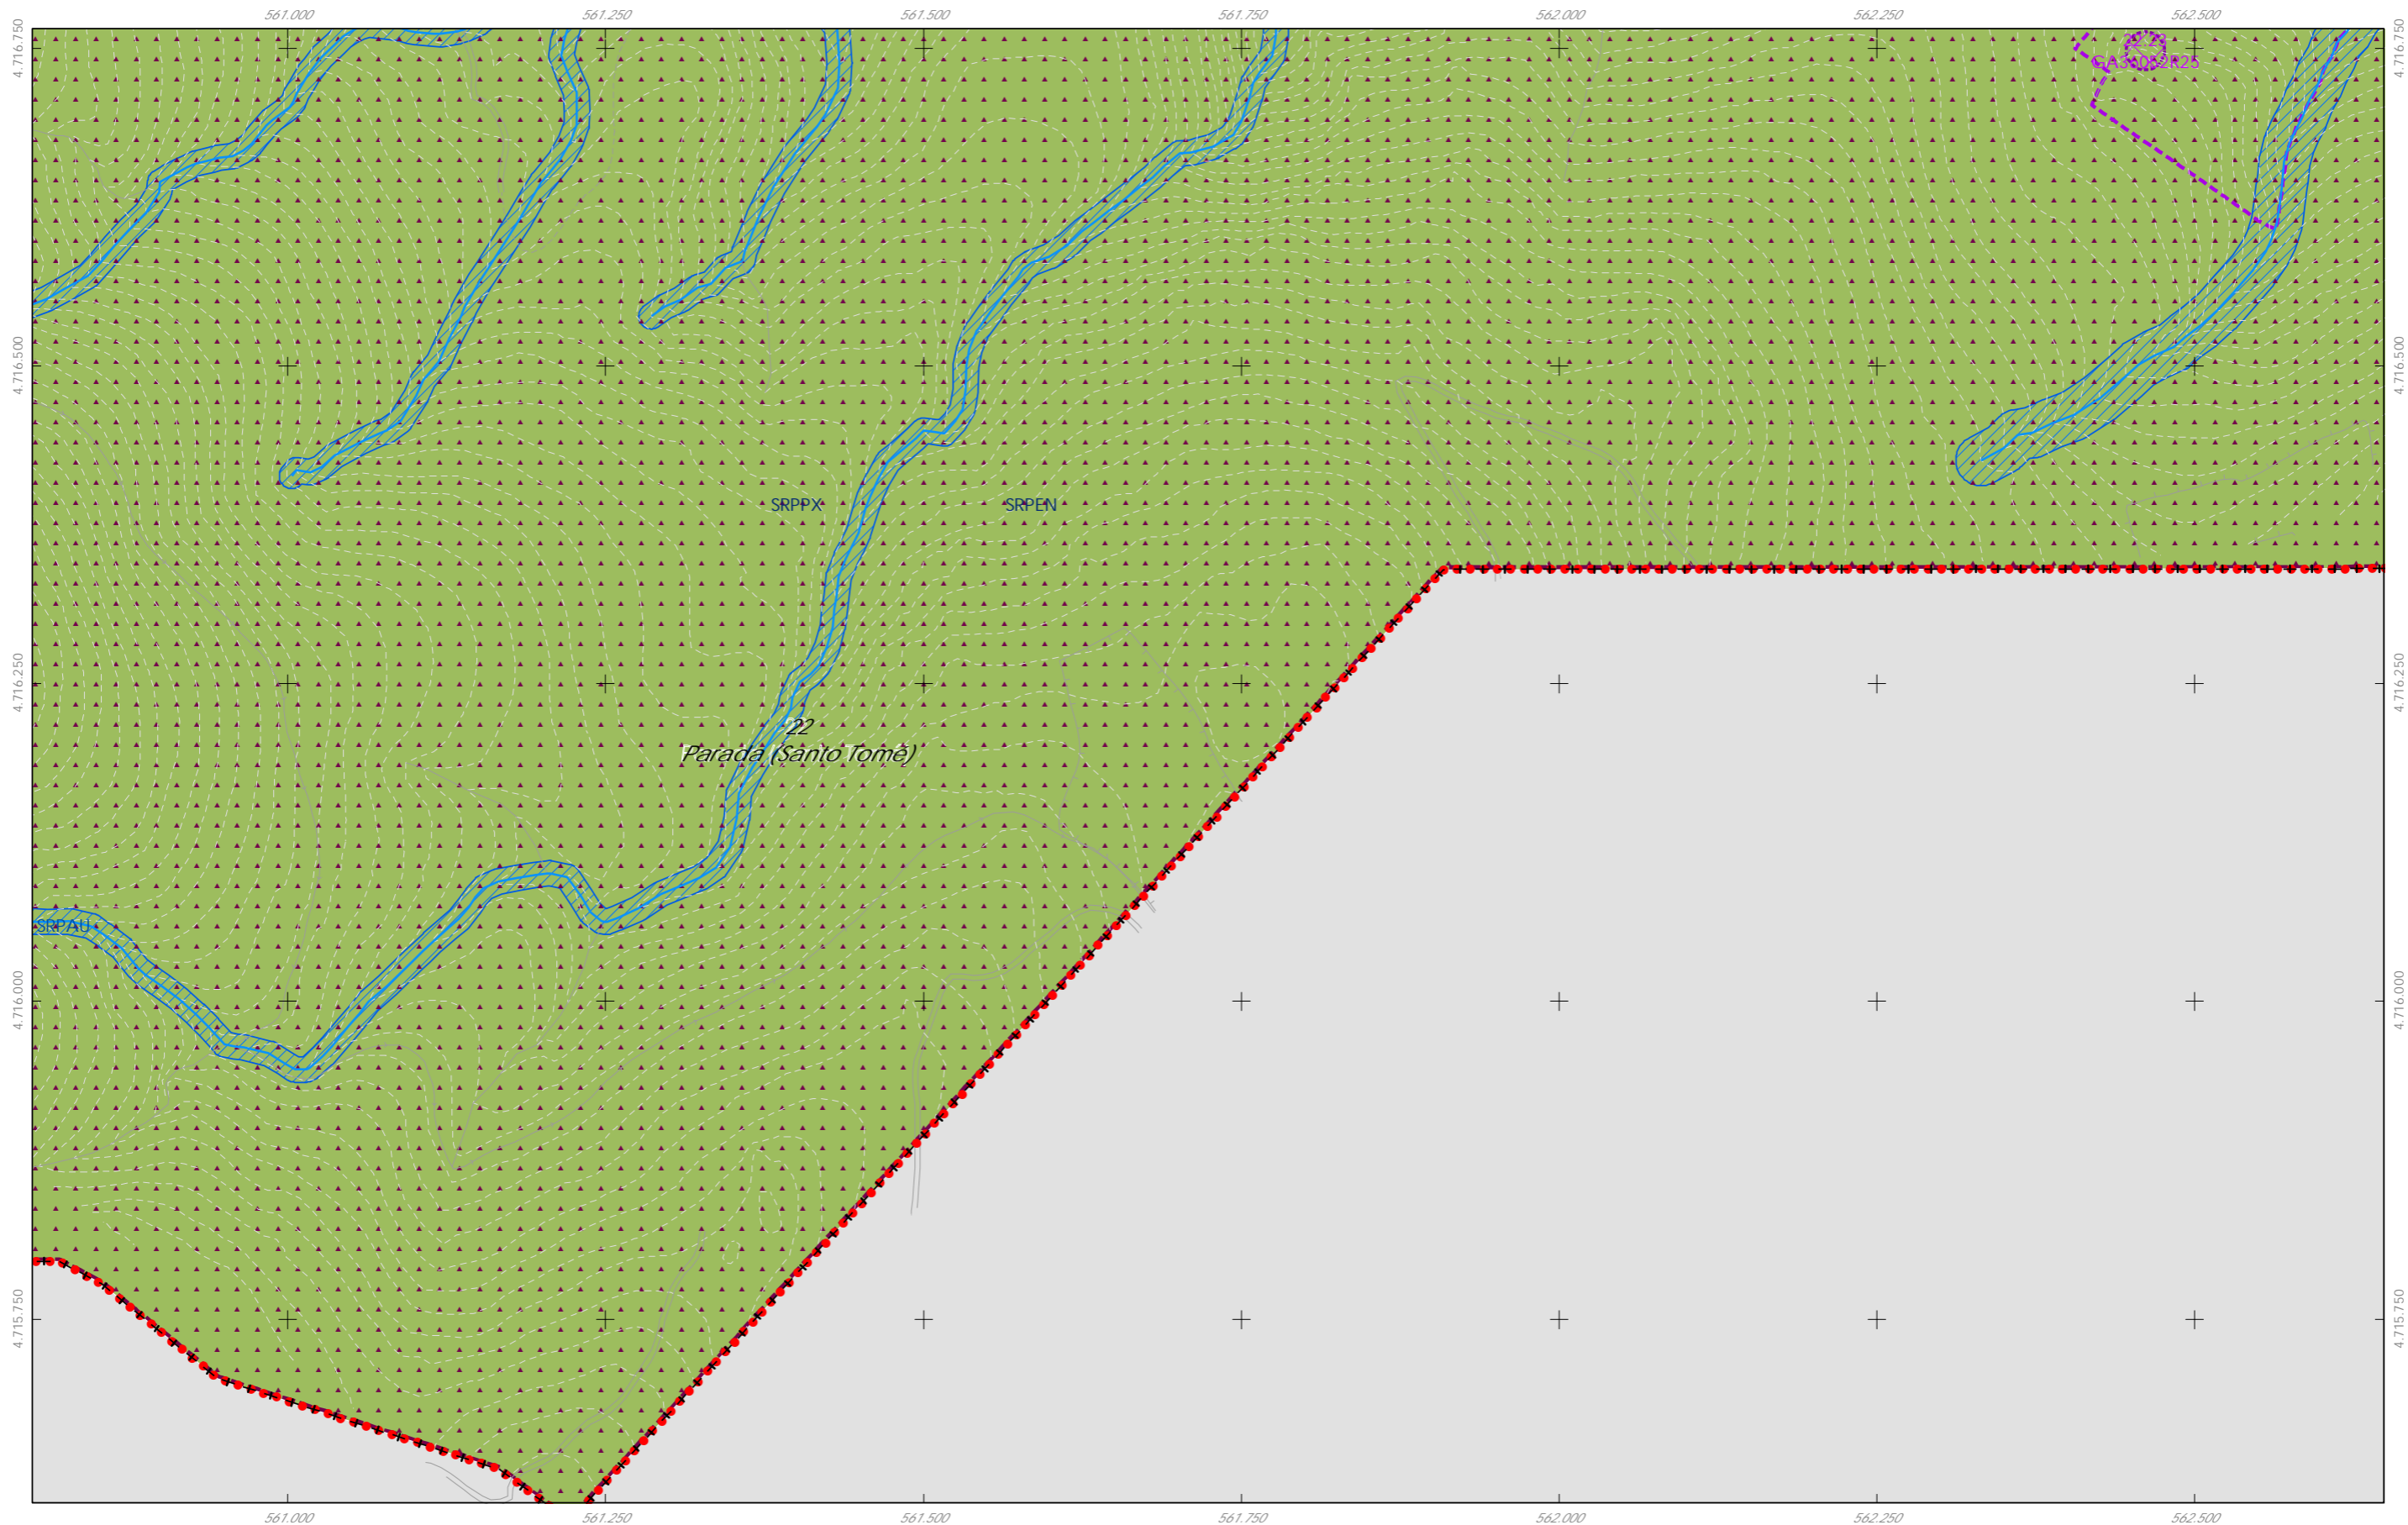 561.000 561.250 561.500 561.750 562.000 562.250 562.500
4.716.750 4.716.750
22.23
GA36052R25
4.716.500 4.716.500
SRPPX SRPEN
4.716.250 4.716.250
22
Parada (Santo Tomé)
SRPAU
4.716.000 4.716.000
4.715.750 4.715.750
561.000 561.250 561.500 561.750 562.000 562.250 562.500